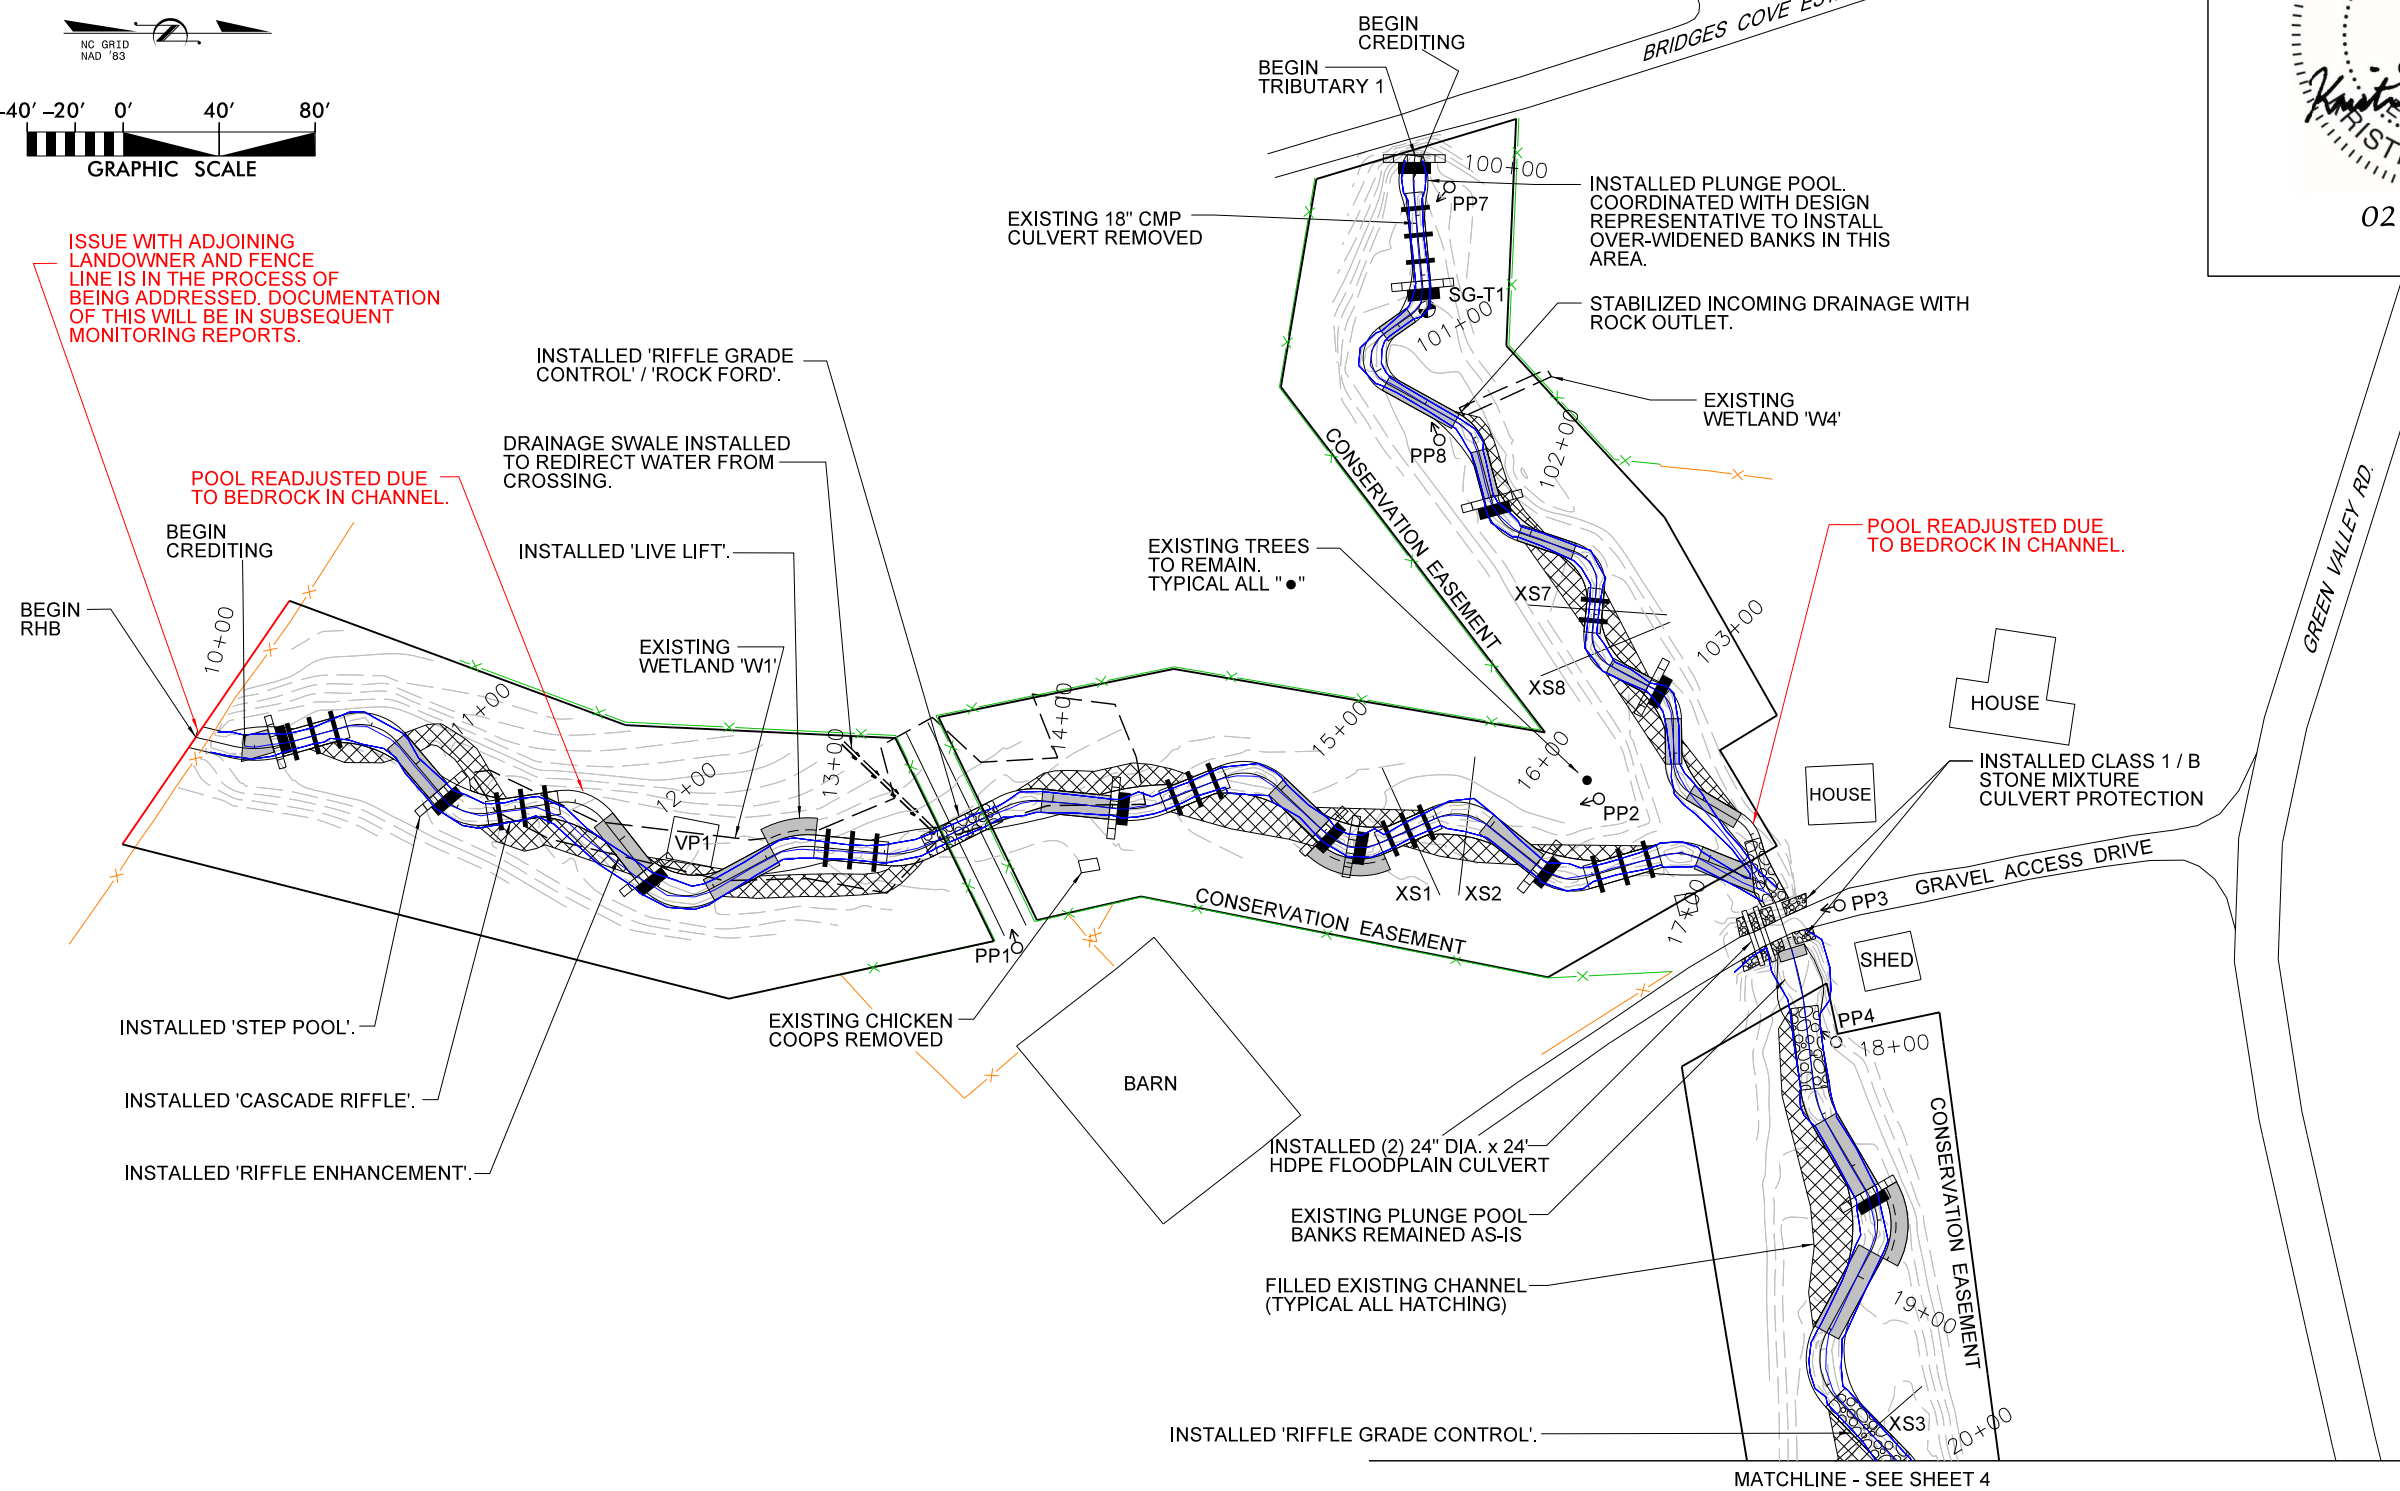 NC GRID
NAD '83
-40' -20' 0' 40' 80'
GRAPHIC SCALE
BEGIN
CREDITING
BEGIN
TRIBUTARY 1
BRIDGES COVE
02
100+00
PP7
INSTALLED PLUNGE POOL.
COORDINATED WITH DESIGN
REPRESENTATIVE TO INSTALL
OVER-WIDENED BANKS IN THIS
AREA.
EXISTING 18" CMP
CULVERT REMOVED
ISSUE WITH ADJOINING
LANDOWNER AND FENCE
LINE IS IN THE PROCESS OF
BEING ADDRESSED. DOCUMENTATION
OF THIS WILL BE IN SUBSEQUENT
MONITORING REPORTS.
SG-T1
101+00
STABILIZED INCOMING DRAINAGE WITH
ROCK OUTLET.
INSTALLED 'RIFFLE GRADE
CONTROL' / 'ROCK FORD'.
EXISTING
WETLAND 'W4'
DRAINAGE SWALE INSTALLED
TO REDIRECT WATER FROM
CROSSING.
PP8
102+00
CONSERVATION EASEMENT
POOL READJUSTED DUE
TO BEDROCK IN CHANNEL.
BEGIN
CREDITING
INSTALLED 'LIVE LIFT'.
EXISTING TREES
TO REMAIN.
TYPICAL ALL "●"
POOL READJUSTED DUE
TO BEDROCK IN CHANNEL.
GREEN VALLEY RD.
BEGIN
RHB
10+00
EXISTING
WETLAND 'W1'
XS7
XS8
103+00
HOUSE
11+00
12+00
13+00
14+00
15+00
16+00
PP2
HOUSE
INSTALLED CLASS 1 / B
STONE MIXTURE
CULVERT PROTECTION
VP1
XS1
XS2
CONSERVATION EASEMENT
17+00
PP3
GRAVEL ACCESS DRIVE
PP1
SHED
INSTALLED 'STEP POOL'.
EXISTING CHICKEN
COOPS REMOVED
PP4
18+00
BARN
INSTALLED 'CASCADE RIFFLE'.
INSTALLED (2) 24" DIA. x 24'
HDPE FLOODPLAIN CULVERT
INSTALLED 'RIFFLE ENHANCEMENT'.
CONSERVATION EASEMENT
EXISTING PLUNGE POOL
BANKS REMAINED AS-IS
FILLED EXISTING CHANNEL
(TYPICAL ALL HATCHING)
19+00
INSTALLED 'RIFFLE GRADE CONTROL'.
XS3
20+00
MATCHLINE - SEE SHEET 4